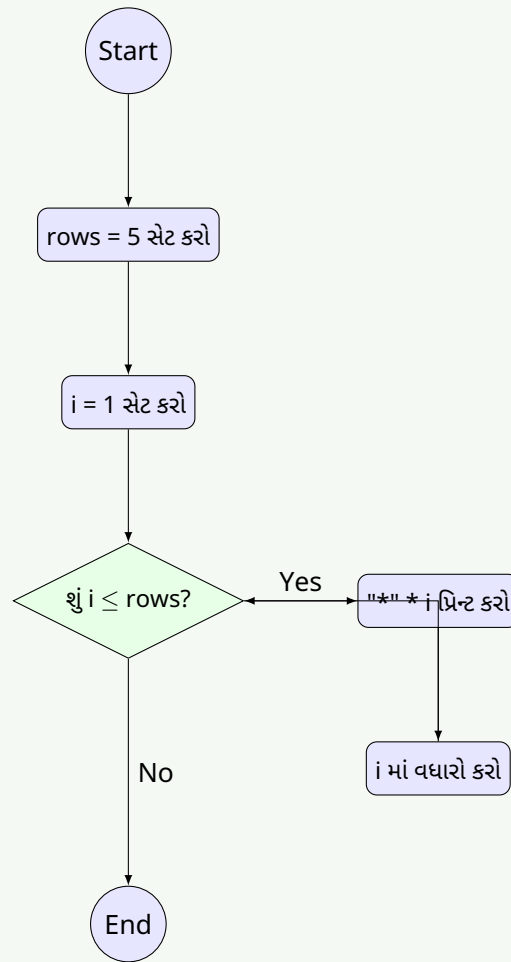 Start
rows = 5 સેટ કરો
i = 1 સેટ કરો
શું i ≤ rows?
Yes
"*" * i પ્રિન્ટ કરો
i માં વધારો કરો
No
End